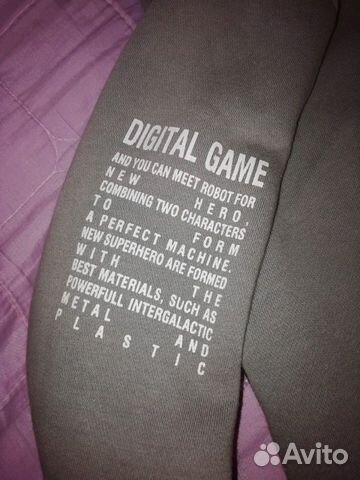 DIGITAL GAME
AND YOU CAN MEET ROBOT FOR
NEW HERO,
COMBINING TWO CHARACTERS
TO FORM
A PERFECT MACHINE.
NEW SUPERHERO ARE FORMED
WITH THE
BEST MATERIALS, SUCH AS
POWERFULL INTERGALACTIC
METAL AND
PLASTIC
Avito